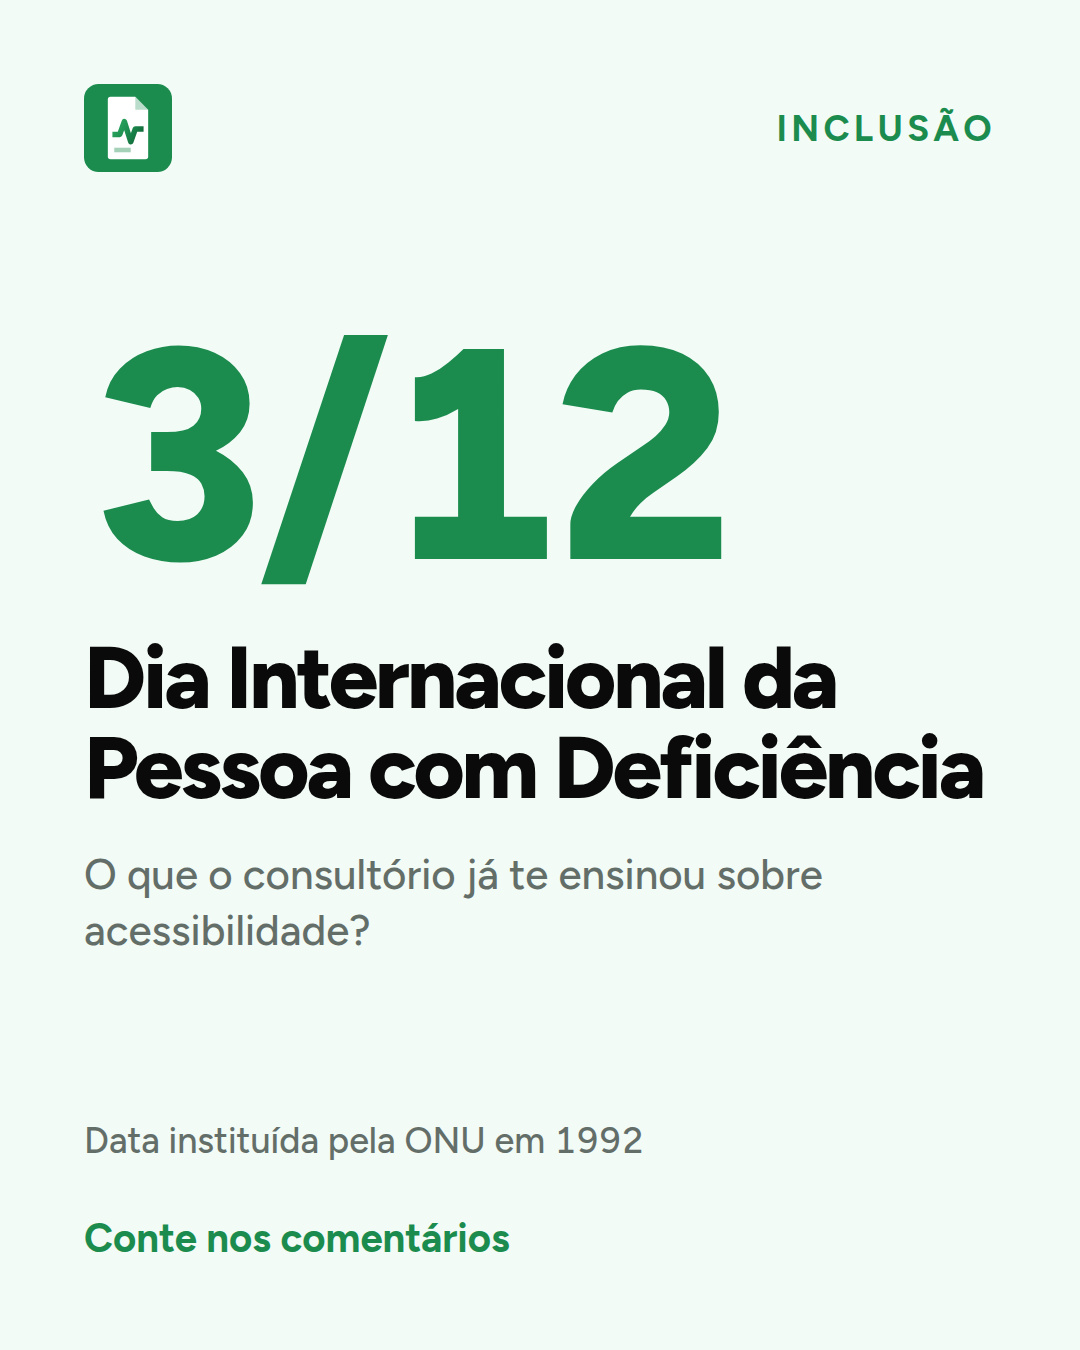 INCLUSÃO
3/12
Dia Internacional da
Pessoa com Deficiência
O que o consultório já te ensinou sobre
acessibilidade?
Data instituída pela ONU em 1992
Conte nos comentários